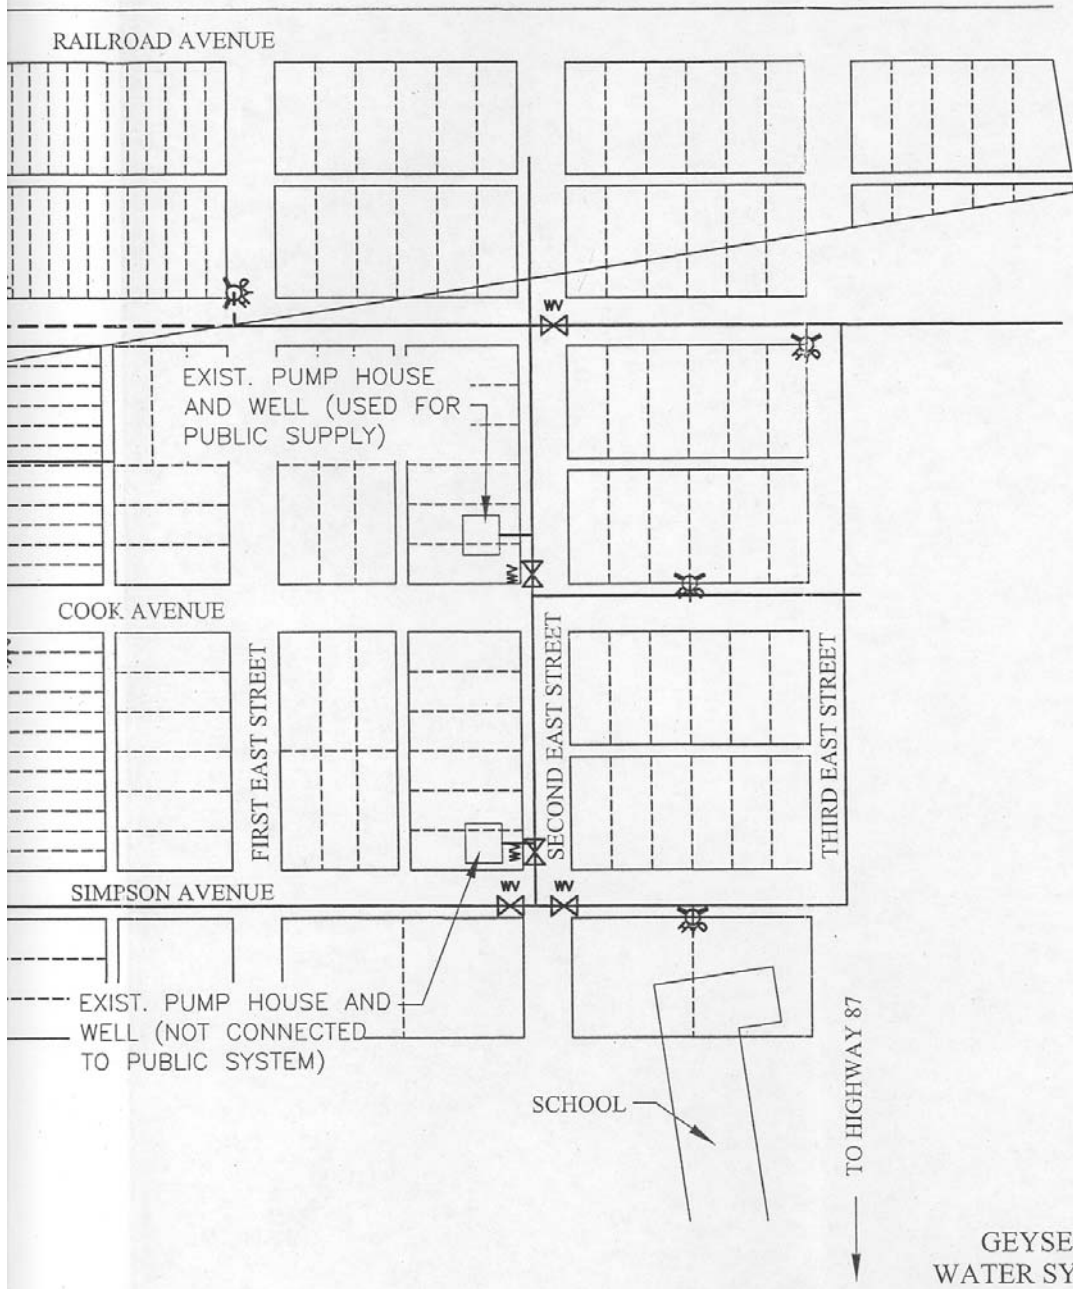 RAILROAD AVENUE
WV
EXIST. PUMP HOUSE
AND WELL (USED FOR
PUBLIC SUPPLY)
WV
COOK AVENUE
FIRST EAST STREET
SECOND EAST STREET
THIRD EAST STREET
WV
SIMPSON AVENUE
WV
WV
EXIST. PUMP HOUSE AND
WELL (NOT CONNECTED
TO PUBLIC SYSTEM)
SCHOOL
TO HIGHWAY 87
GEYSE
WATER SY